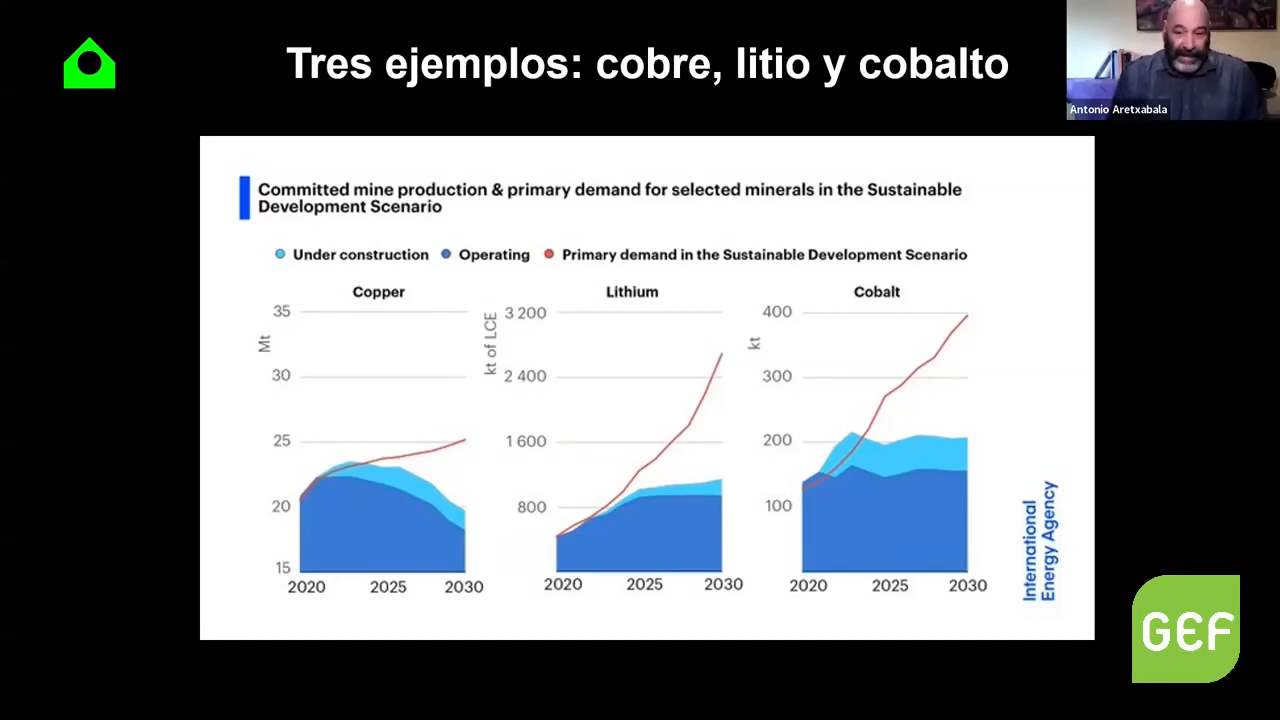 Tres ejemplos: cobre, litio y cobalto
Antonio Aretxabala
Committed mine production & primary demand for selected minerals in the Sustainable
Development Scenario
Under construction Operating Primary demand in the Sustainable Development Scenario
Copper
Mt
35
30
25
20
15
2020 2025 2030
Lithium
kt of LCE
3 200
2 400
1 600
800
2020 2025 2030
Cobalt
kt
400
300
200
100
2020 2025 2030
International
Energy Agency
GEF